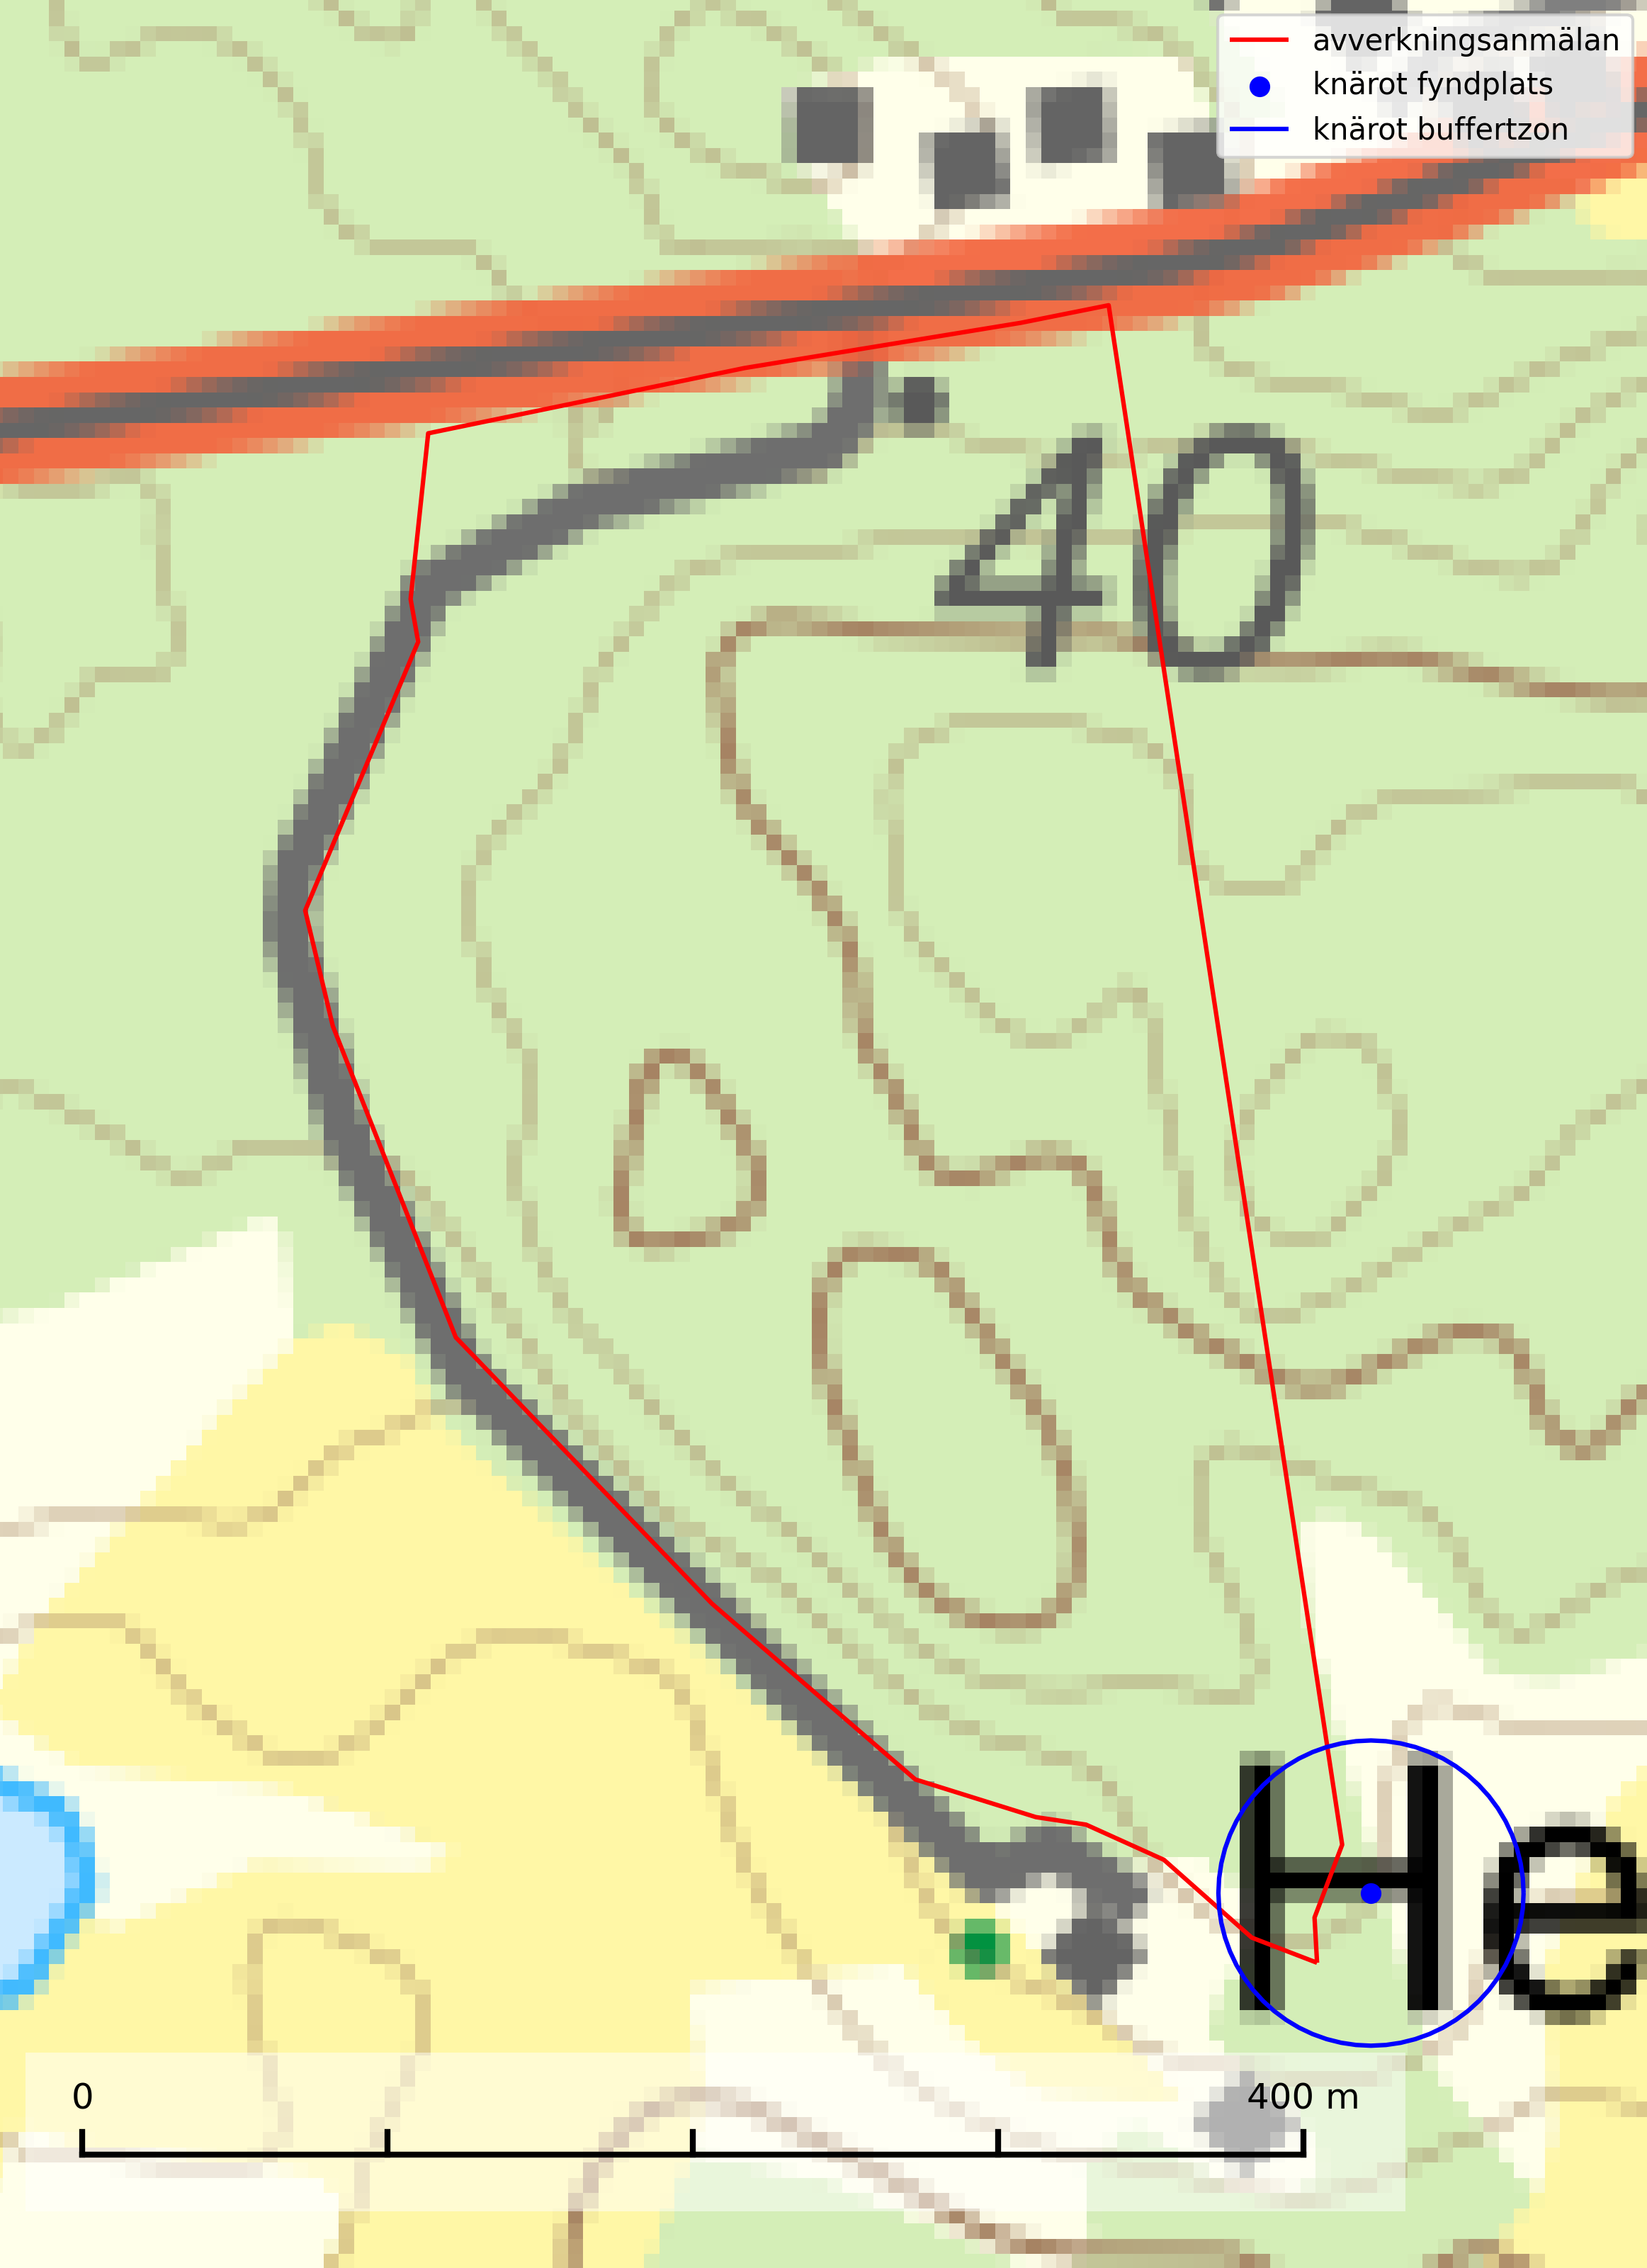 avverkningsanmälan
knärot fyndplats
knärot buffertzon
40
He
0 400 m